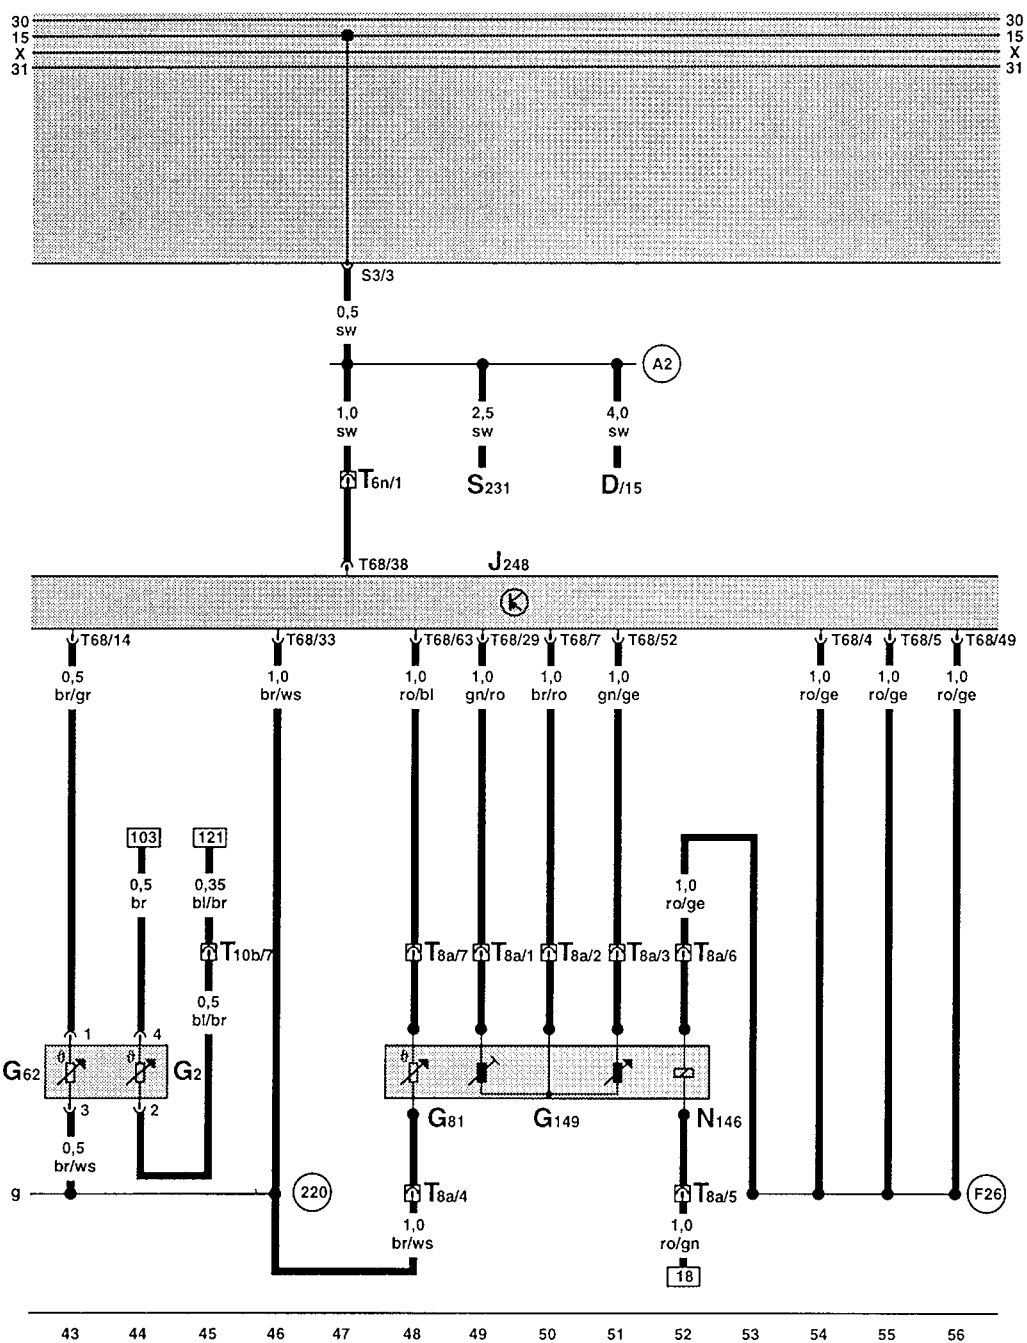 30 30
15 15
X X
31 31
S3/3
0,5
sw
A2
1,0 2,5 4,0
sw sw sw
T6n/1 S231 D/15
T68/38 J248
K
T68/14 T68/33 T68/63 T68/29 T68/7 T68/52 T68/4 T68/5 T68/49
0,5 1,0 1,0 1,0 1,0 1,0 1,0 1,0 1,0
br/gr br/ws ro/bl gn/ro br/ro gn/ge ro/ge ro/ge ro/ge
103 121
0,5 0,35 1,0
br bl/br ro/ge
T10b/7 T8a/7 T8a/1 T8a/2 T8a/3 T8a/6
0,5
bl/br
1 4
ϑ ϑ ϑ
G62 G2
3 2
G81 G149 N146
0,5
br/ws
g 220 T8a/4 T8a/5 F26
1,0 1,0
br/ws ro/gn
18
43 44 45 46 47 48 49 50 51 52 53 54 55 56